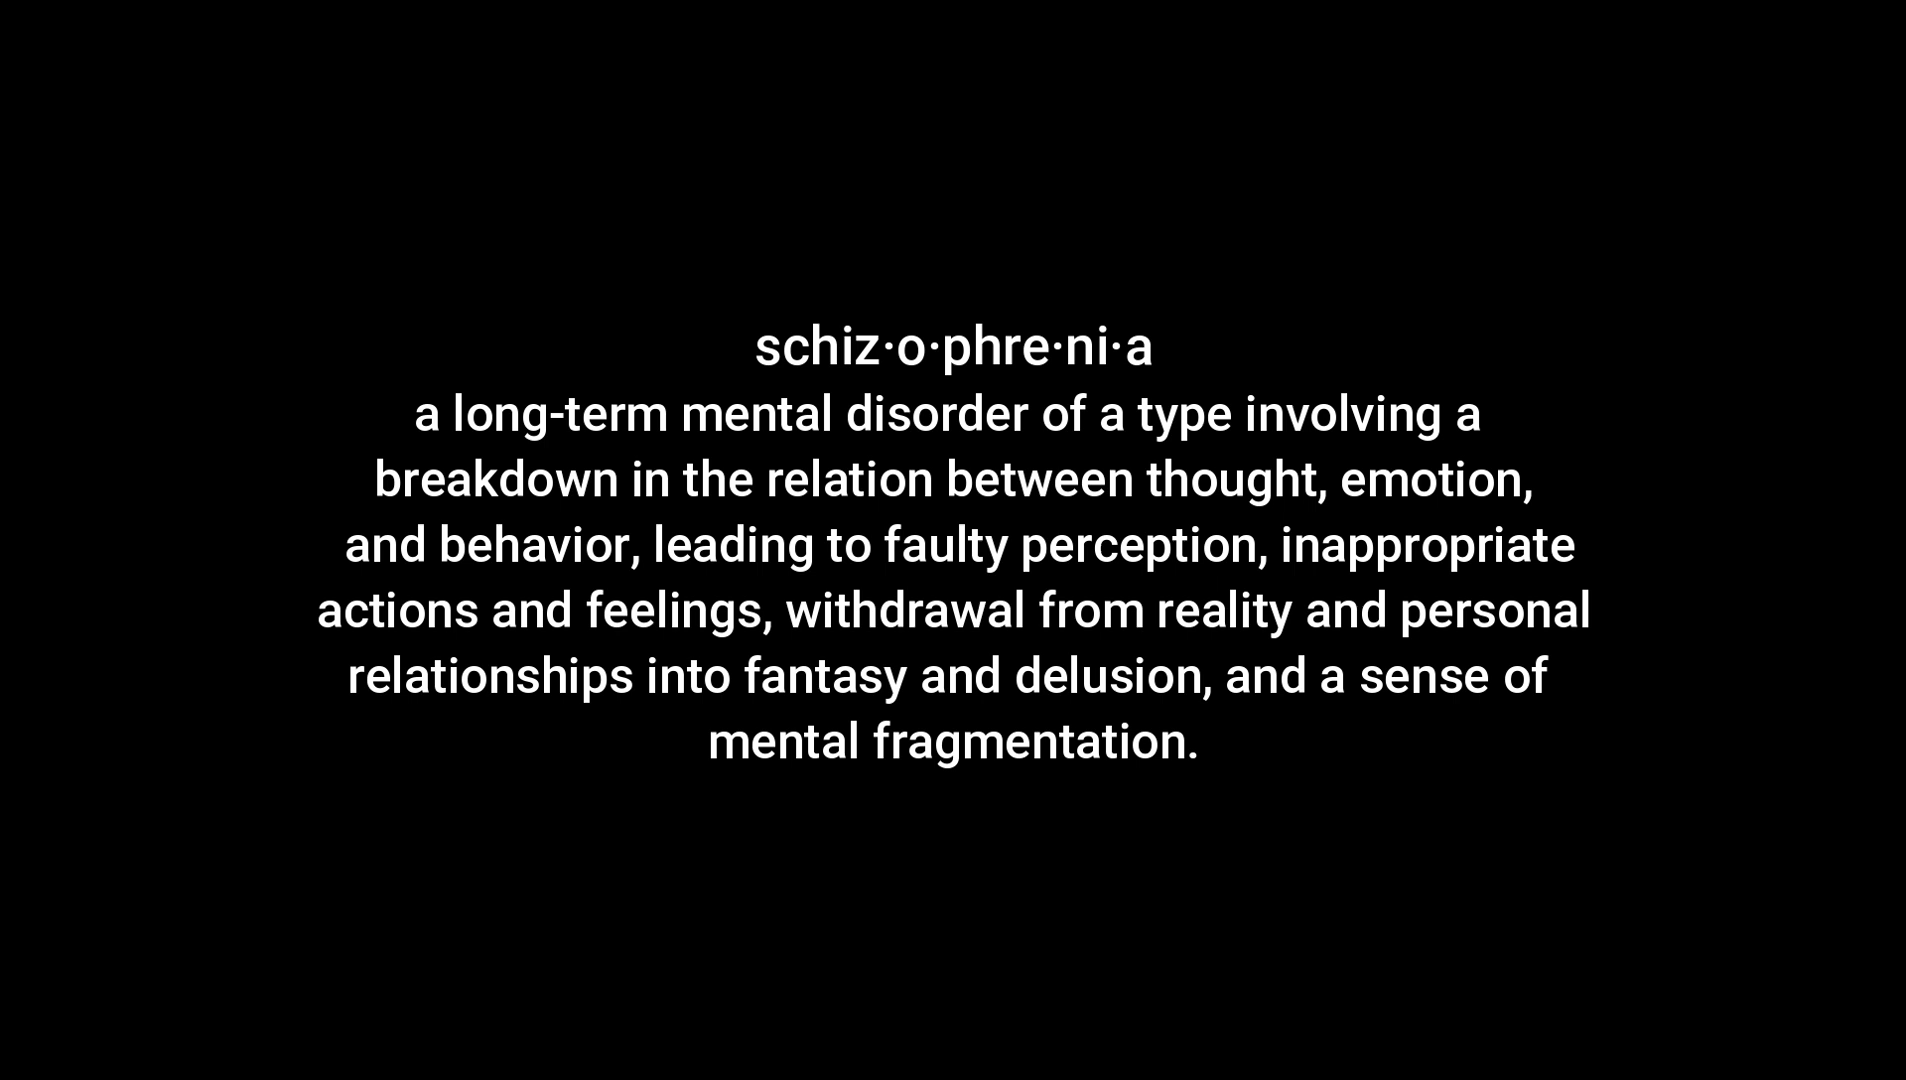 schiz·o·phre·ni·a
a long-term mental disorder of a type involving a
breakdown in the relation between thought, emotion,
and behavior, leading to faulty perception, inappropriate
actions and feelings, withdrawal from reality and personal
relationships into fantasy and delusion, and a sense of
mental fragmentation.